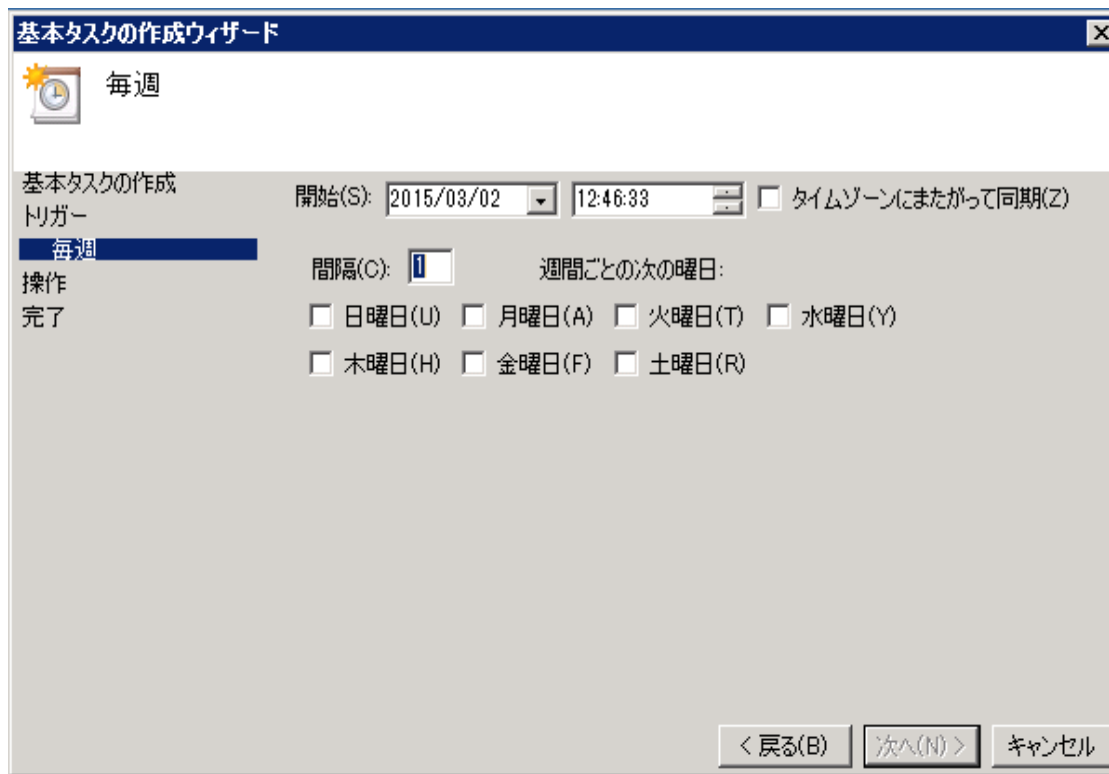 基本タスクの作成ウィザード
毎週
基本タスクの作成
トリガー
毎週
操作
完了
開始(S): 2015/03/02 12:46:33 タイムゾーンにまたがって同期(Z)
間隔(C): 1 週間ごとの次の曜日:
日曜日(U) 月曜日(A) 火曜日(T) 水曜日(Y)
木曜日(H) 金曜日(F) 土曜日(R)
< 戻る(B) 次へ(N) > キャンセル